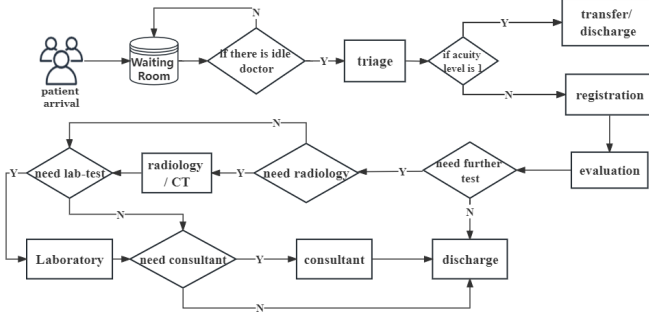 N
transfer/
discharge
Y
if acuity
level is 1
Waiting
Room
If there is idle
doctor
Y
triage
N
registration
patient
arrival
N
need lab-test
Y
radiology
/ CT
Y
need radiology
Y
need further
test
evaluation
N
N
Laboratory
need consultant
Y
consultant
discharge
N